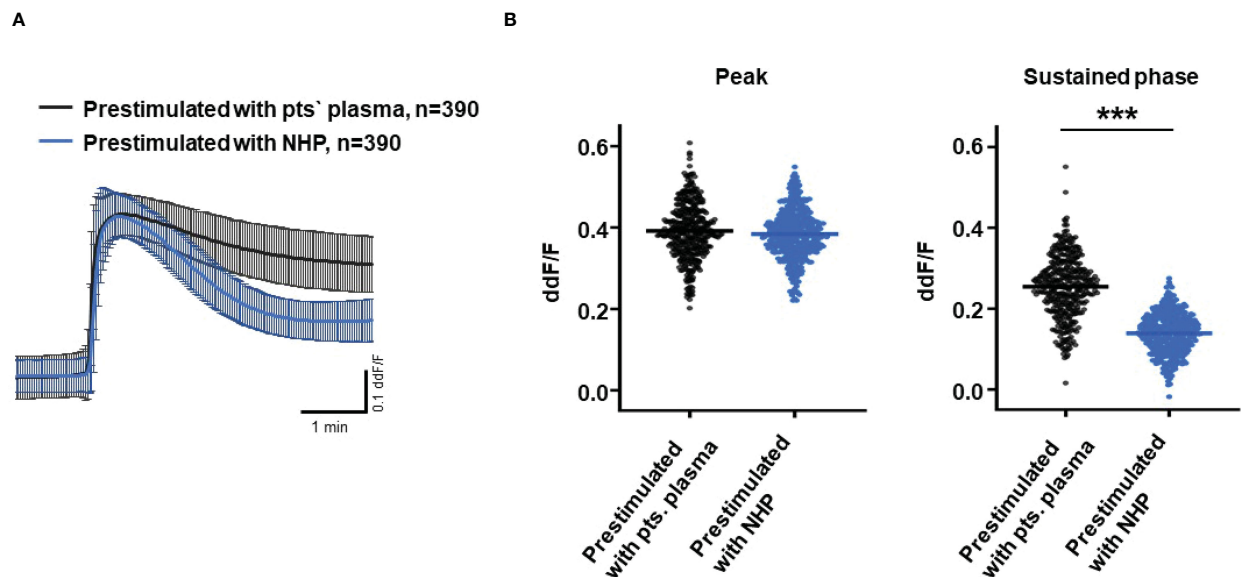 A
B
Prestimulated with pts` plasma, n=390
Prestimulated with NHP, n=390
0.1 ddF/F
1 min
Peak
ddF/F
0.6
0.4
0.2
0.0
Prestimulated
with pts. plasma
Prestimulated
with NHP
Sustained phase
***
ddF/F
0.6
0.4
0.2
0.0
Prestimulated
with pts. plasma
Prestimulated
with NHP